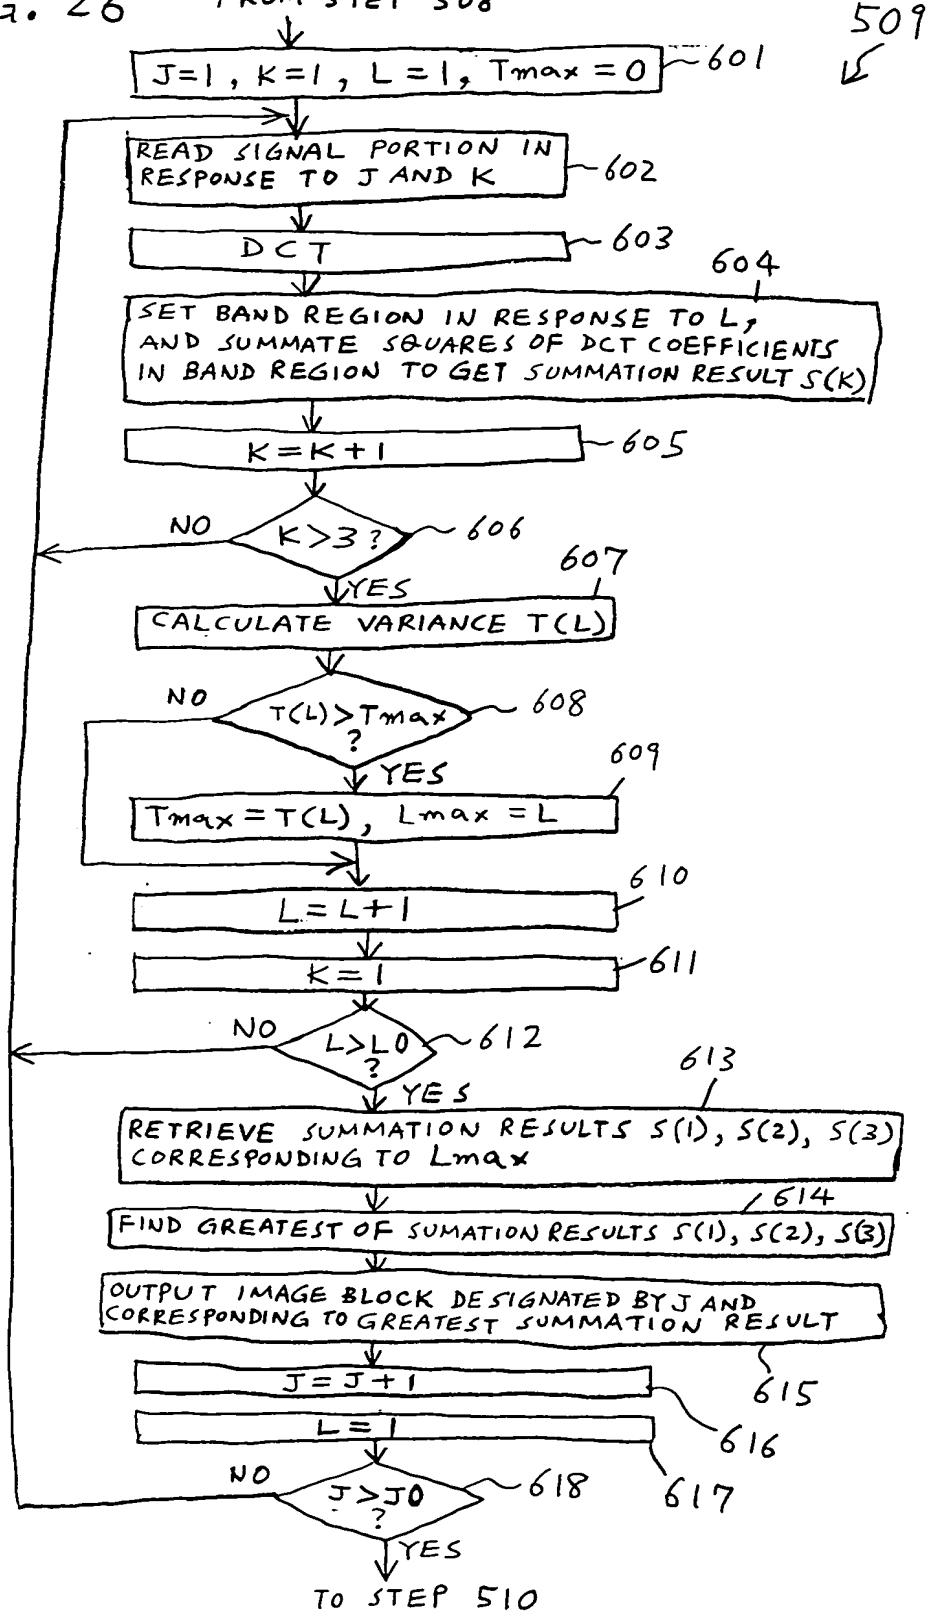 26 FROM STEP 508
509
J=1, K=1, L=1, Tmax=0 601
READ SIGNAL PORTION IN
RESPONSE TO J AND K 602
DCT 603
604
SET BAND REGION IN RESPONSE TO L,
AND SUMMATE SQUARES OF DCT COEFFICIENTS
IN BAND REGION TO GET SUMMATION RESULT S(K)
K=K+1 605
NO K>3? 606
YES
607
CALCULATE VARIANCE T(L)
NO T(L)>Tmax 608
?
YES
609
Tmax=T(L), Lmax=L
610
L=L+1
K=1 611
NO L>L0 612
?
YES
613
RETRIEVE SUMMATION RESULTS S(1), S(2), S(3)
CORRESPONDING TO Lmax
614
FIND GREATEST OF SUMATION RESULTS S(1), S(2), S(3)
OUTPUT IMAGE BLOCK DESIGNATED BY J AND
CORRESPONDING TO GREATEST SUMMATION RESULT
615
J=J+1
616
L=1
617
NO J>J0 618
?
YES
TO STEP 510